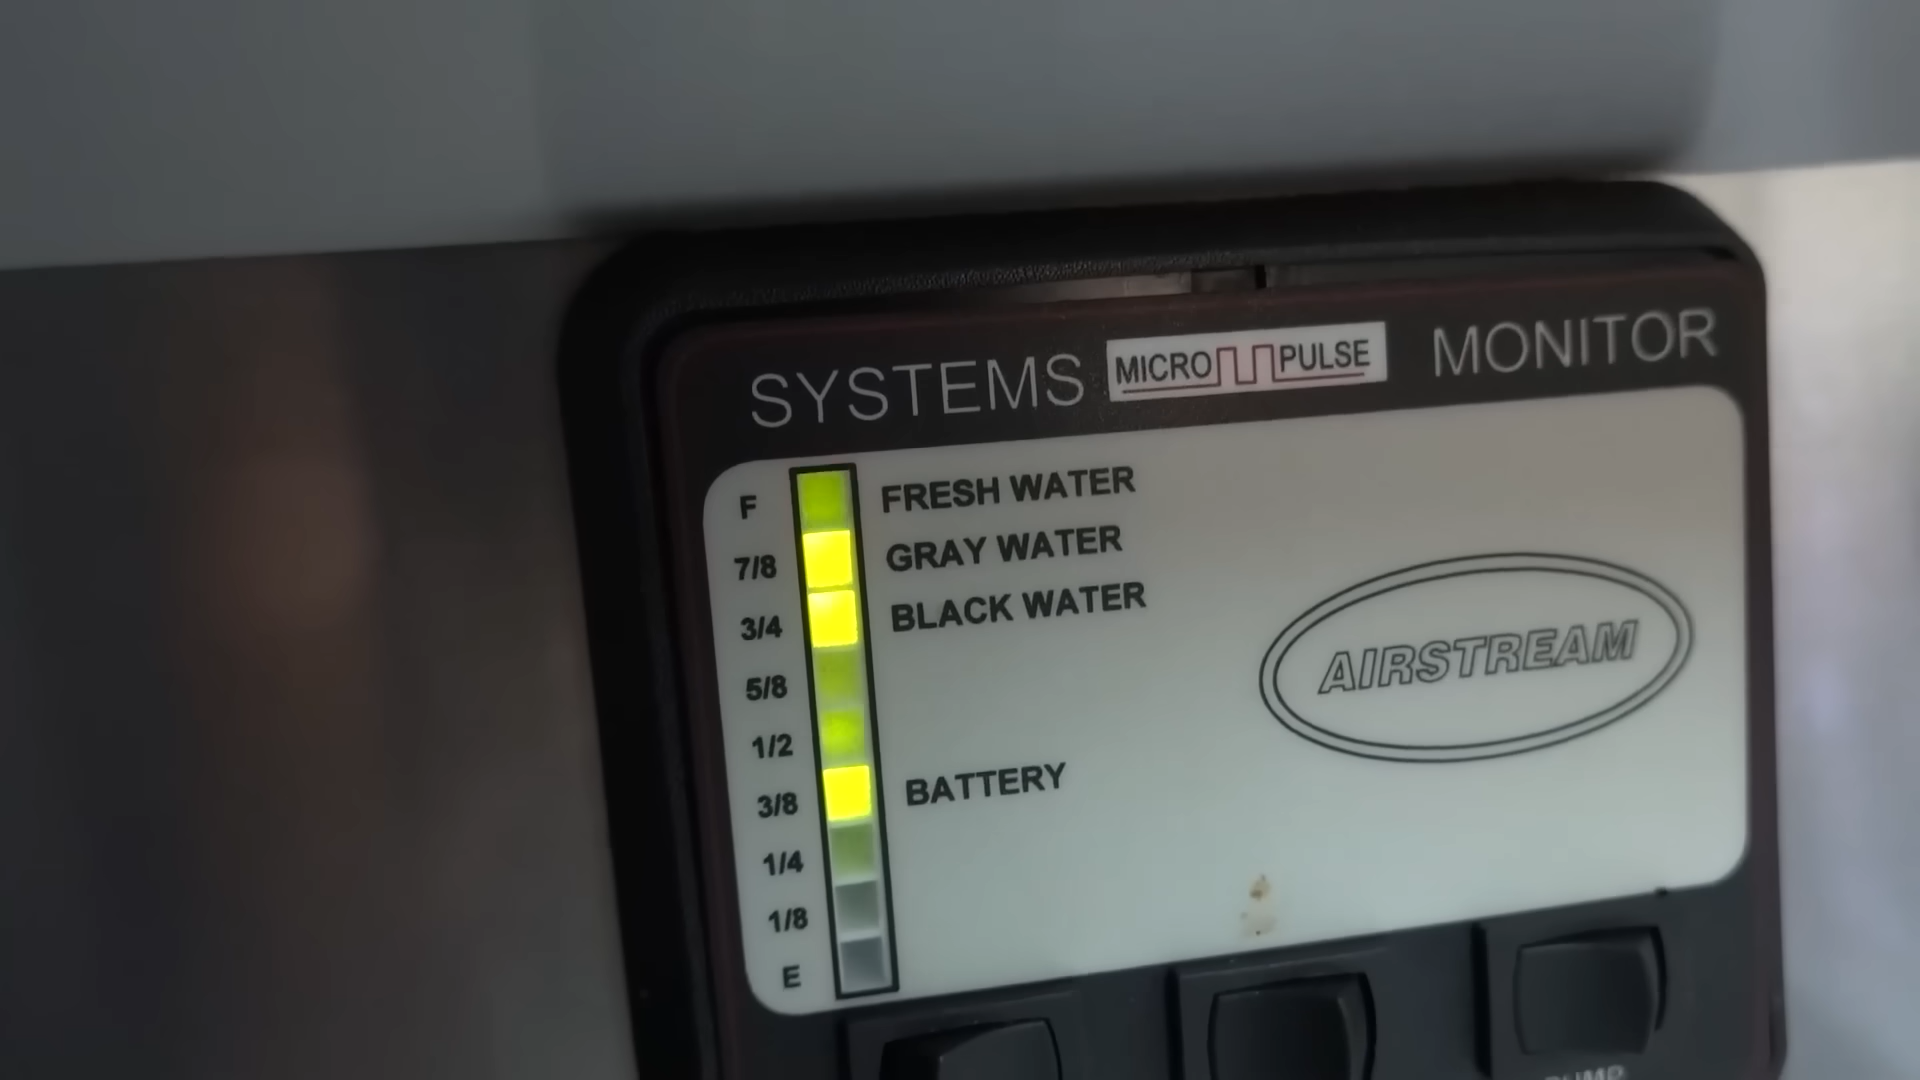 SYSTEMS MICRO PULSE MONITOR
F FRESH WATER
7/8 GRAY WATER
3/4 BLACK WATER
5/8
AIRSTREAM
1/2
3/8 BATTERY
1/4
1/8
E
PUMP